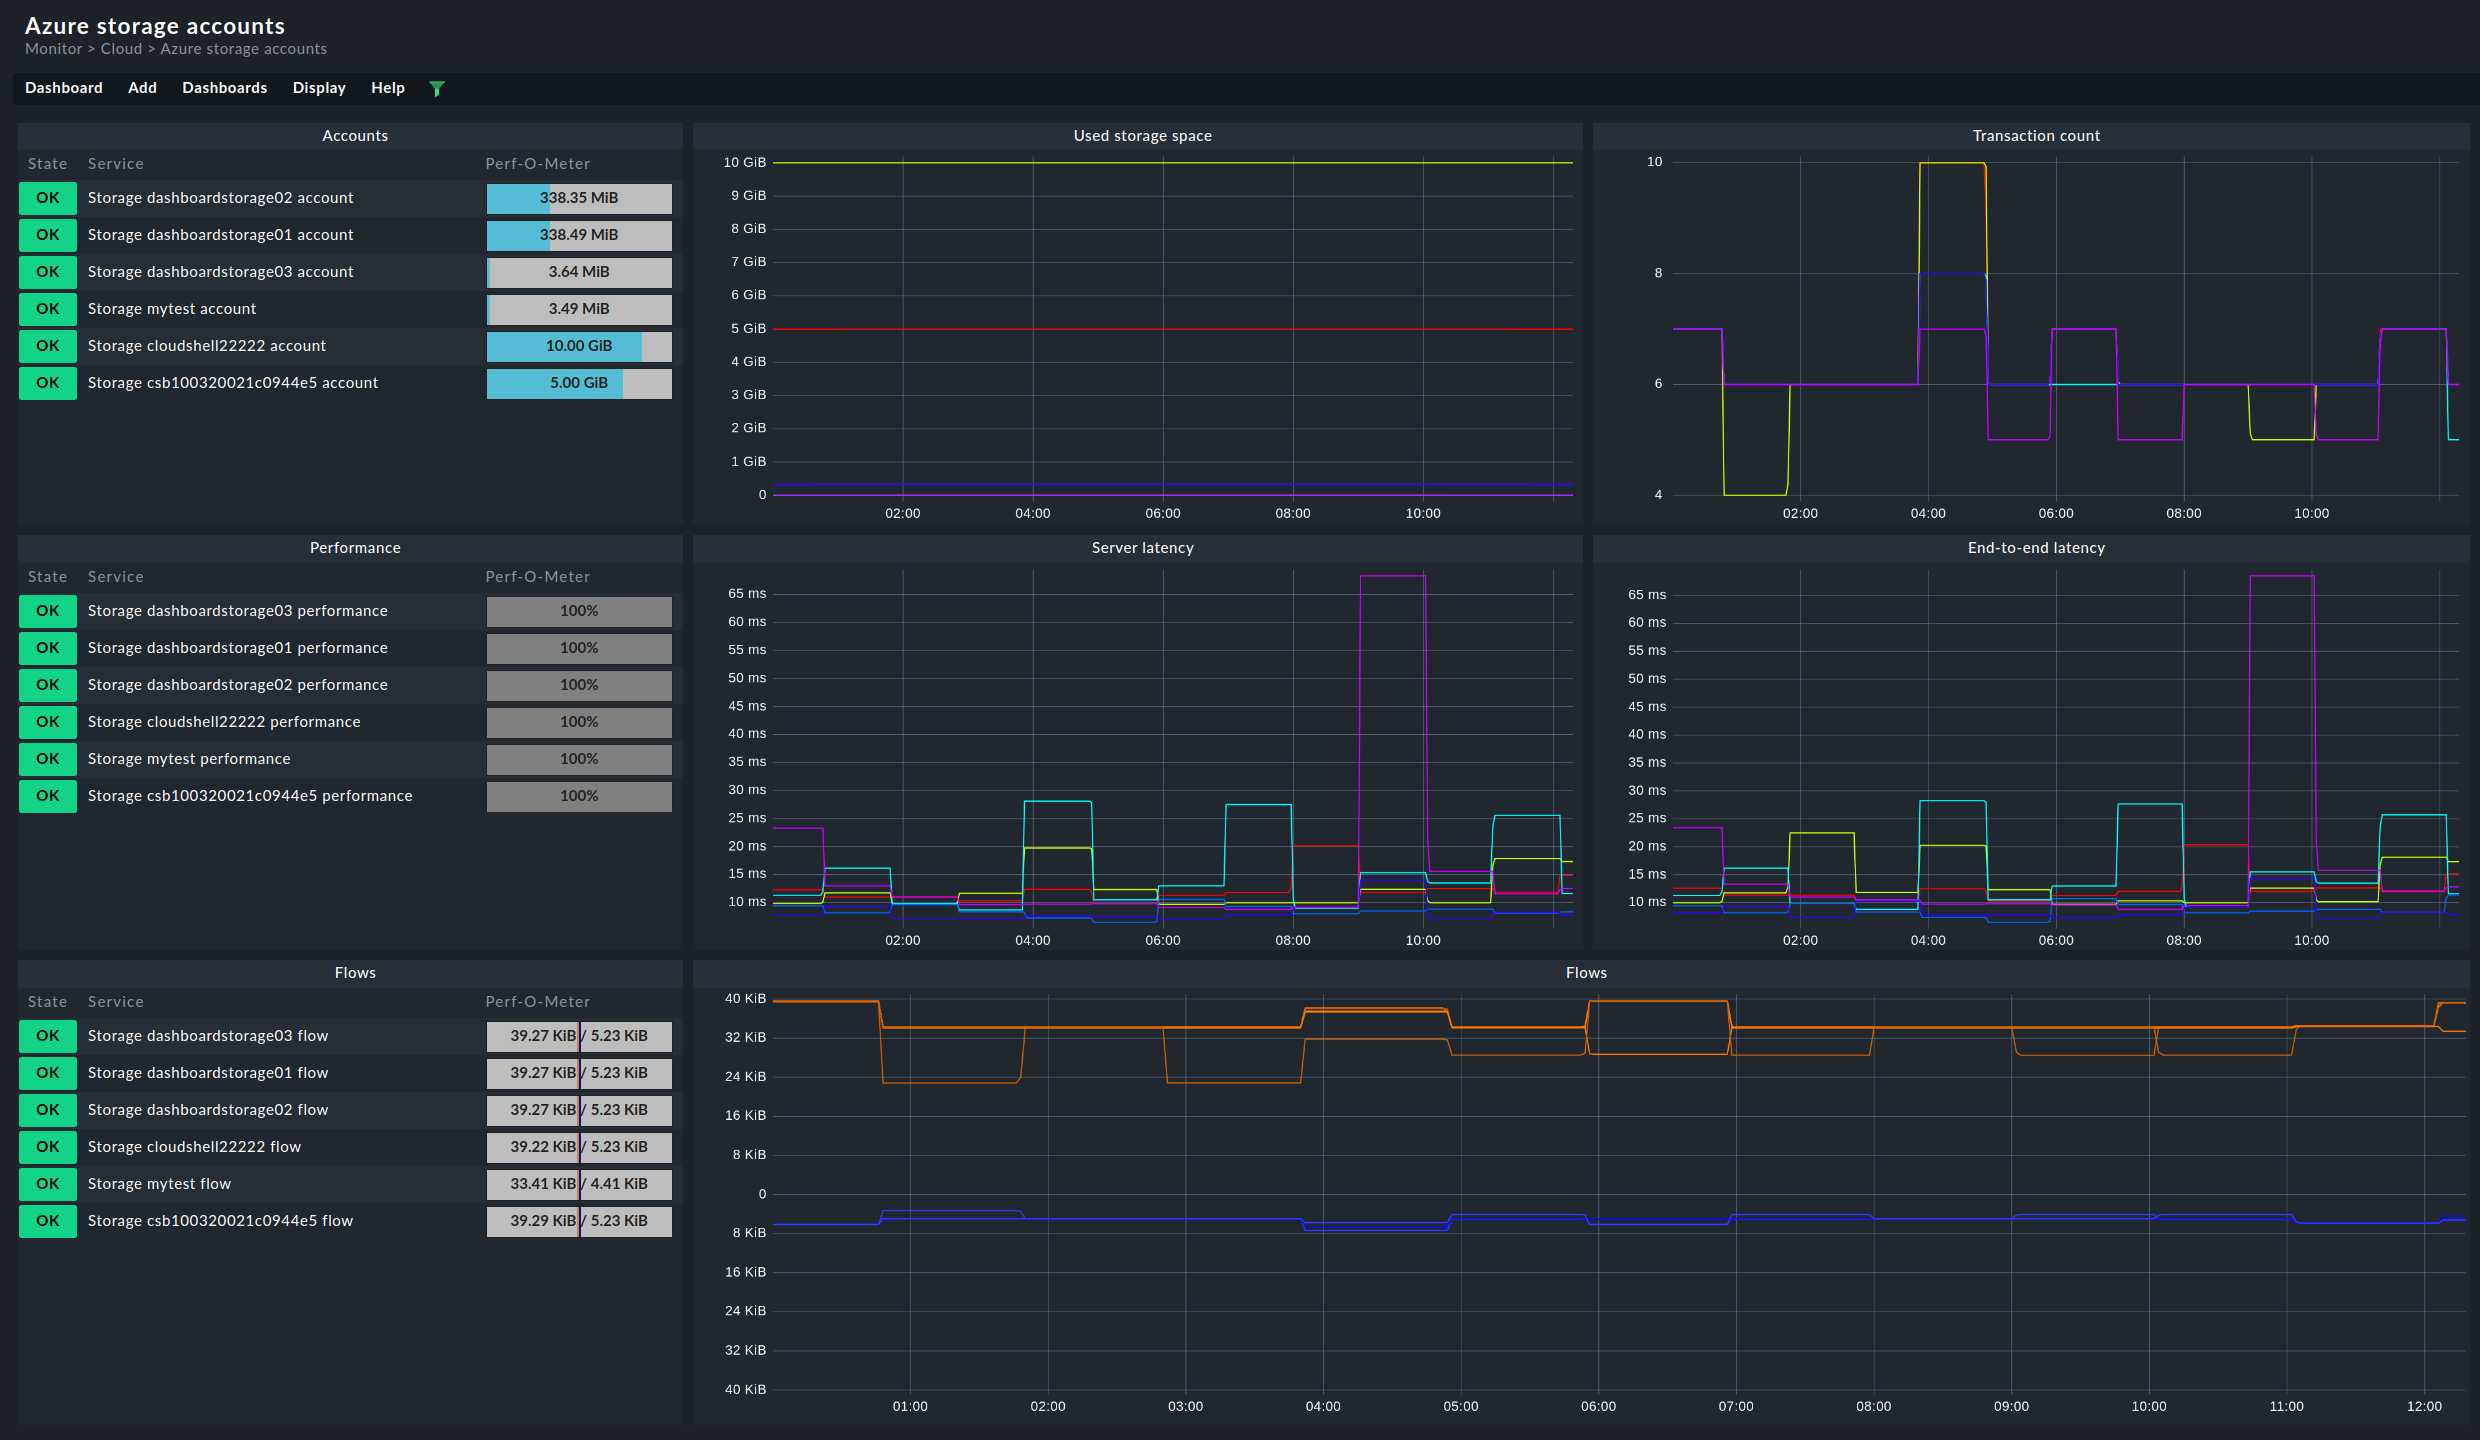 Azure storage accounts
Monitor > Cloud > Azure storage accounts
Dashboard Add Dashboards Display Help
Accounts
State Service Perf-O-Meter
OK Storage dashboardstorage02 account 338.35 MiB
OK Storage dashboardstorage01 account 338.49 MiB
OK Storage dashboardstorage03 account 3.64 MiB
OK Storage mytest account 3.49 MiB
OK Storage cloudshell22222 account 10.00 GiB
OK Storage csb100320021c0944e5 account 5.00 GiB
Used storage space
10 GiB
9 GiB
8 GiB
7 GiB
6 GiB
5 GiB
4 GiB
3 GiB
2 GiB
1 GiB
0
02:00 04:00 06:00 08:00 10:00
Transaction count
10
8
6
4
02:00 04:00 06:00 08:00 10:00
Performance
State Service Perf-O-Meter
OK Storage dashboardstorage03 performance 100%
OK Storage dashboardstorage01 performance 100%
OK Storage dashboardstorage02 performance 100%
OK Storage cloudshell22222 performance 100%
OK Storage mytest performance 100%
OK Storage csb100320021c0944e5 performance 100%
Server latency
65 ms
60 ms
55 ms
50 ms
45 ms
40 ms
35 ms
30 ms
25 ms
20 ms
15 ms
10 ms
02:00 04:00 06:00 08:00 10:00
End-to-end latency
65 ms
60 ms
55 ms
50 ms
45 ms
40 ms
35 ms
30 ms
25 ms
20 ms
15 ms
10 ms
02:00 04:00 06:00 08:00 10:00
Flows
State Service Perf-O-Meter
OK Storage dashboardstorage03 flow 39.27 KiB / 5.23 KiB
OK Storage dashboardstorage01 flow 39.27 KiB / 5.23 KiB
OK Storage dashboardstorage02 flow 39.27 KiB / 5.23 KiB
OK Storage cloudshell22222 flow 39.22 KiB / 5.23 KiB
OK Storage mytest flow 33.41 KiB / 4.41 KiB
OK Storage csb100320021c0944e5 flow 39.29 KiB / 5.23 KiB
Flows
40 KiB
32 KiB
24 KiB
16 KiB
8 KiB
0
8 KiB
16 KiB
24 KiB
32 KiB
40 KiB
01:00 02:00 03:00 04:00 05:00 06:00 07:00 08:00 09:00 10:00 11:00 12:00